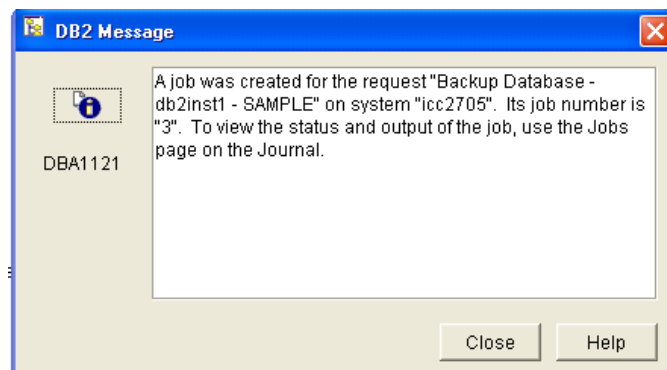 DB2 Message
A job was created for the request "Backup Database -
db2inst1 - SAMPLE" on system "icc2705".  Its job number is
"3".  To view the status and output of the job, use the Jobs
page on the Journal.
DBA1121
Close
Help